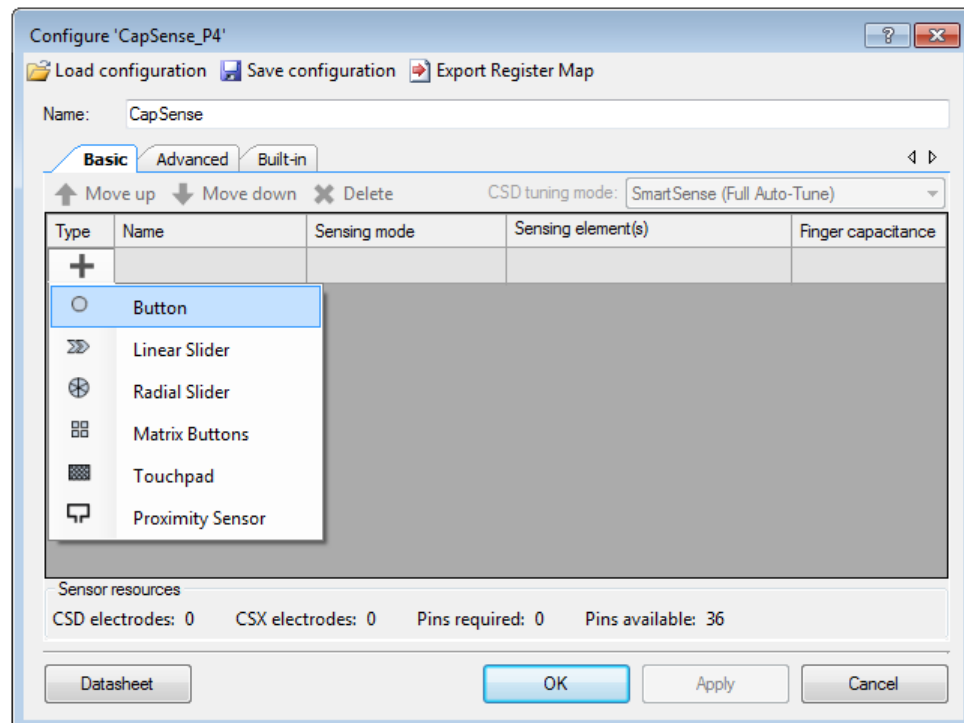 Configure 'CapSense_P4'
Load configuration Save configuration Export Register Map
Name: CapSense
Basic Advanced Built-in
Move up Move down Delete CSD tuning mode: SmartSense (Full Auto-Tune)
Type Name Sensing mode Sensing element(s) Finger capacitance
Button
Linear Slider
Radial Slider
Matrix Buttons
Touchpad
Proximity Sensor
Sensor resources
CSD electrodes: 0 CSX electrodes: 0 Pins required: 0 Pins available: 36
Datasheet OK Apply Cancel